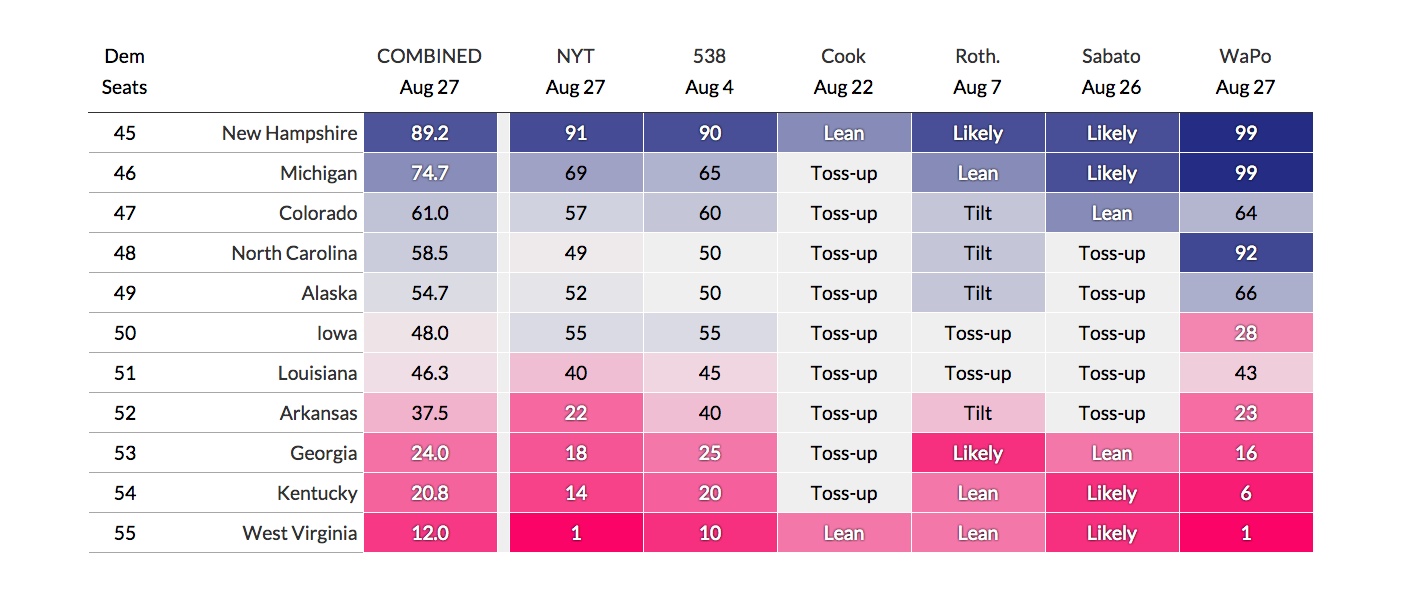 Dem COMBINED NYT 538 Cook Roth. Sabato WaPo
Seats Aug 27 Aug 27 Aug 4 Aug 22 Aug 7 Aug 26 Aug 27
45 New Hampshire 89.2 91 90 Lean Likely Likely 99
46 Michigan 74.7 69 65 Toss-up Lean Likely 99
47 Colorado 61.0 57 60 Toss-up Tilt Lean 64
48 North Carolina 58.5 49 50 Toss-up Tilt Toss-up 92
49 Alaska 54.7 52 50 Toss-up Tilt Toss-up 66
50 Iowa 48.0 55 55 Toss-up Toss-up Toss-up 28
51 Louisiana 46.3 40 45 Toss-up Toss-up Toss-up 43
52 Arkansas 37.5 22 40 Toss-up Tilt Toss-up 23
53 Georgia 24.0 18 25 Toss-up Likely Lean 16
54 Kentucky 20.8 14 20 Toss-up Lean Likely 6
55 West Virginia 12.0 1 10 Lean Lean Likely 1